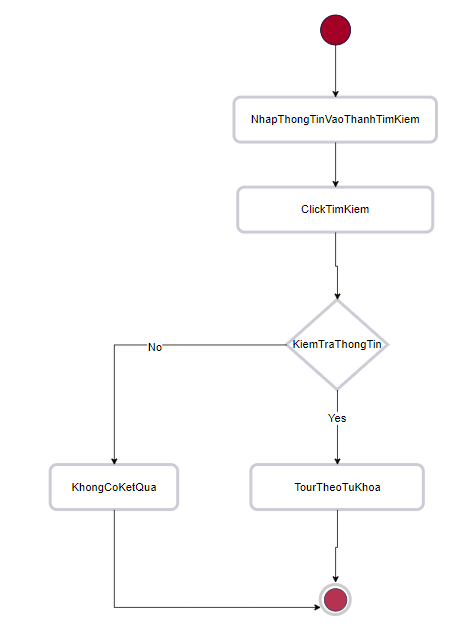 NhapThongTinVaoThanhTimKiem
ClickTimKiem
KiemTraThongTin
No
Yes
KhongCoKetQua
TourTheoTuKhoa